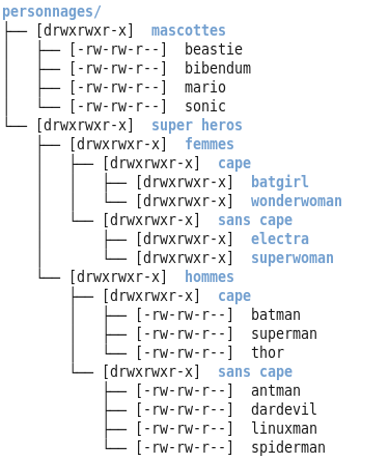 personnages/
├── [drwxrwxr-x]  mascottes
│   ├── [-rw-rw-r--]  beastie
│   ├── [-rw-rw-r--]  bibendum
│   ├── [-rw-rw-r--]  mario
│   └── [-rw-rw-r--]  sonic
└── [drwxrwxr-x]  super heros
    ├── [drwxrwxr-x]  femmes
    │   ├── [drwxrwxr-x]  cape
    │   │   ├── [drwxrwxr-x]  batgirl
    │   │   └── [drwxrwxr-x]  wonderwoman
    │   └── [drwxrwxr-x]  sans cape
    │       ├── [drwxrwxr-x]  electra
    │       └── [drwxrwxr-x]  superwoman
    └── [drwxrwxr-x]  hommes
        ├── [drwxrwxr-x]  cape
        │   ├── [-rw-rw-r--]  batman
        │   ├── [-rw-rw-r--]  superman
        │   └── [-rw-rw-r--]  thor
        └── [drwxrwxr-x]  sans cape
            ├── [-rw-rw-r--]  antman
            ├── [-rw-rw-r--]  dardevil
            ├── [-rw-rw-r--]  linuxman
            └── [-rw-rw-r--]  spiderman